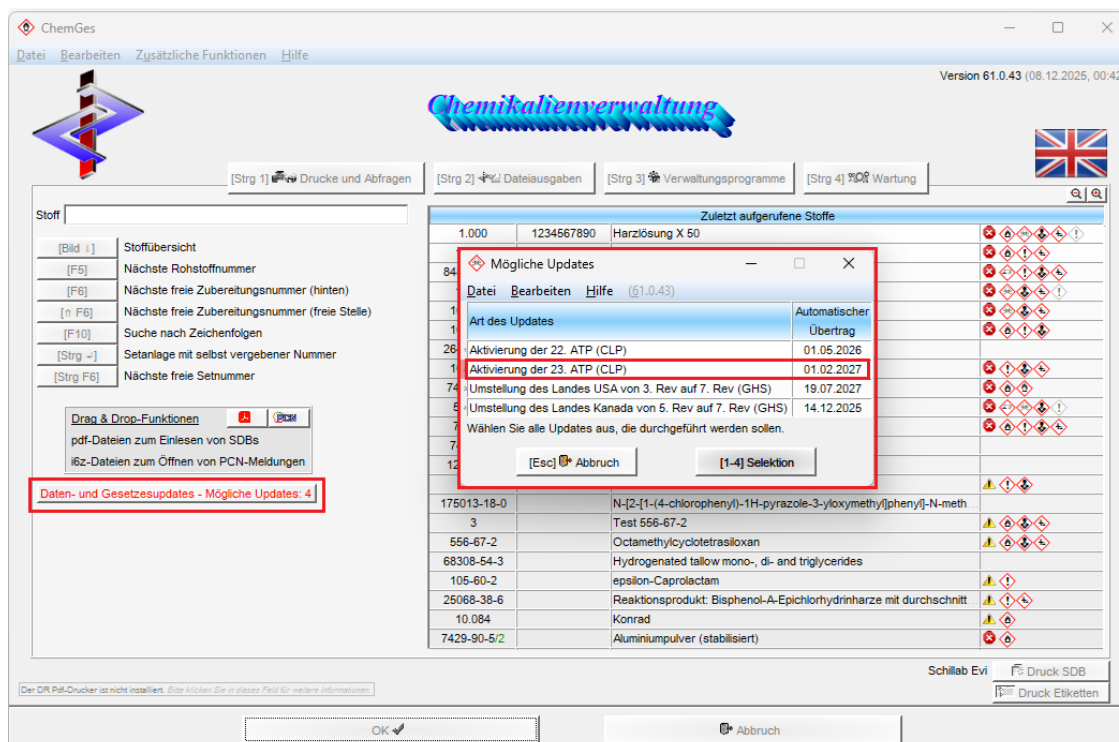 ChemGes
Datei Bearbeiten Zusätzliche Funktionen Hilfe
Version 61.0.43 (08.12.2025, 00:42
Chemikalienverwaltung
[Strg 1] Drucke und Abfragen
[Strg 2] Dateiausgaben
[Strg 3] Verwaltungsprogramme
[Strg 4] Wartung
Stoff
[Bild ↓] Stoffübersicht
[F5] Nächste Rohstoffnummer
[F6] Nächste freie Zubereitungsnummer (hinten)
[⇑ F6] Nächste freie Zubereitungsnummer (freie Stelle)
[F10] Suche nach Zeichenfolgen
[Strg ↵] Setanlage mit selbst vergebener Nummer
[Strg F6] Nächste freie Setnummer
Drag & Drop-Funktionen
pdf-Dateien zum Einlesen von SDBs
i6z-Dateien zum Öffnen von PCN-Meldungen
Daten- und Gesetzesupdates - Mögliche Updates: 4
Zuletzt aufgerufene Stoffe
1.000 1234567890 Harzlösung X 50
Mögliche Updates
Datei Bearbeiten Hilfe (61.0.43)
Art des Updates Automatischer Übertrag
Aktivierung der 22. ATP (CLP) 01.05.2026
Aktivierung der 23. ATP (CLP) 01.02.2027
Umstellung des Landes USA von 3. Rev auf 7. Rev (GHS) 19.07.2027
Umstellung des Landes Kanada von 5. Rev auf 7. Rev (GHS) 14.12.2025
Wählen Sie alle Updates aus, die durchgeführt werden sollen.
[Esc] Abbruch
[1-4] Selektion
175013-18-0 N-[2-[1-(4-chlorophenyl)-1H-pyrazole-3-yloxymethyl]phenyl]-N-meth
3 Test 556-67-2
556-67-2 Octamethylcyclotetrasiloxan
68308-54-3 Hydrogenated tallow mono-, di- and triglycerides
105-60-2 epsilon-Caprolactam
25068-38-6 Reaktionsprodukt: Bisphenol-A-Epichlorhydrinharze mit durchschnitt
10.084 Konrad
7429-90-5/2 Aluminiumpulver (stabilisiert)
Schillab Evi
Druck SDB
Der DR Pdf-Drucker ist nicht installiert. Bitte klicken Sie in dieses Feld für weitere Informationen.
Druck Etiketten
OK
Abbruch